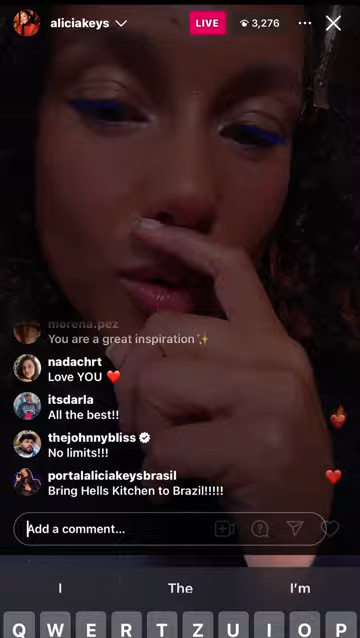 aliciakeys
LIVE
3,276
morena.pez
You are a great inspiration✨
nadachrt
Love YOU ❤️
itsdarla
All the best!!
thejohnnybliss
No limits!!!
portalaliciakeysbrasil
Bring Hells Kitchen to Brazil!!!!!
Add a comment...
I The I'm
Q W E R T Z U I O P